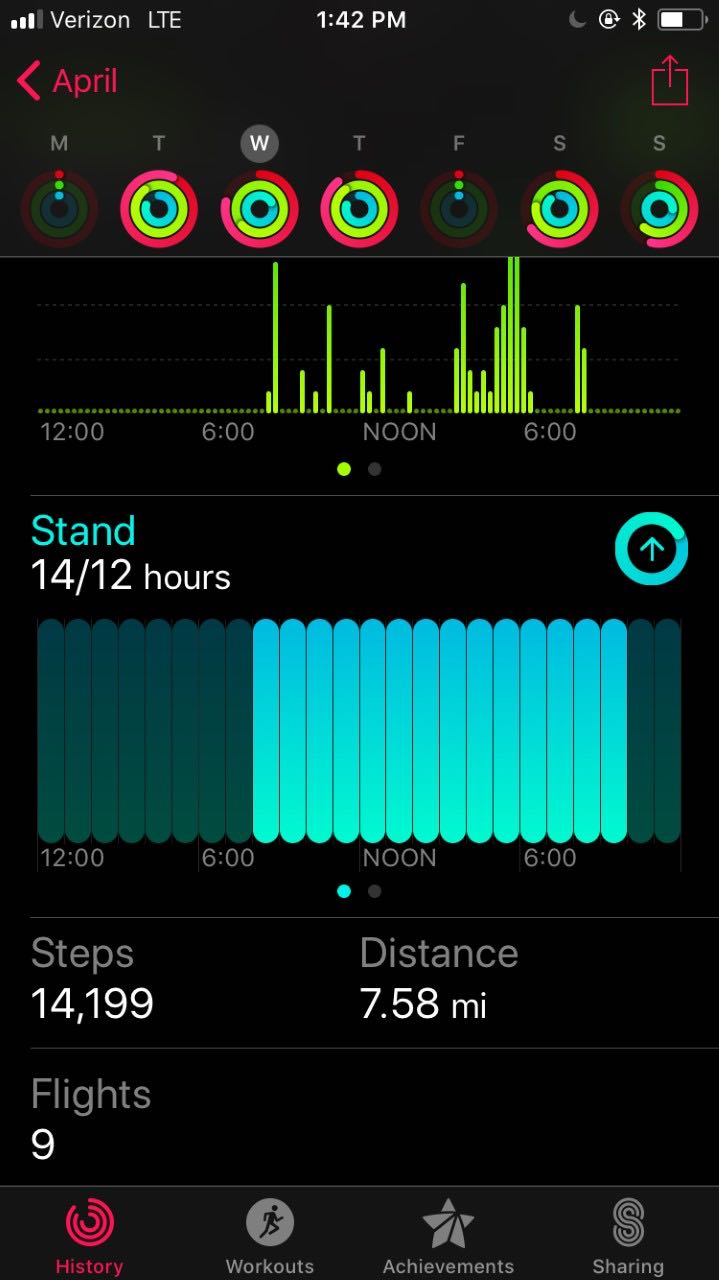 Verizon LTE 1:42 PM
April
M T W T F S S
12:00 6:00 NOON 6:00
Stand
14/12 hours
12:00 6:00 NOON 6:00
Steps Distance
14,199 7.58 mi
Flights
9
History Workouts Achievements Sharing